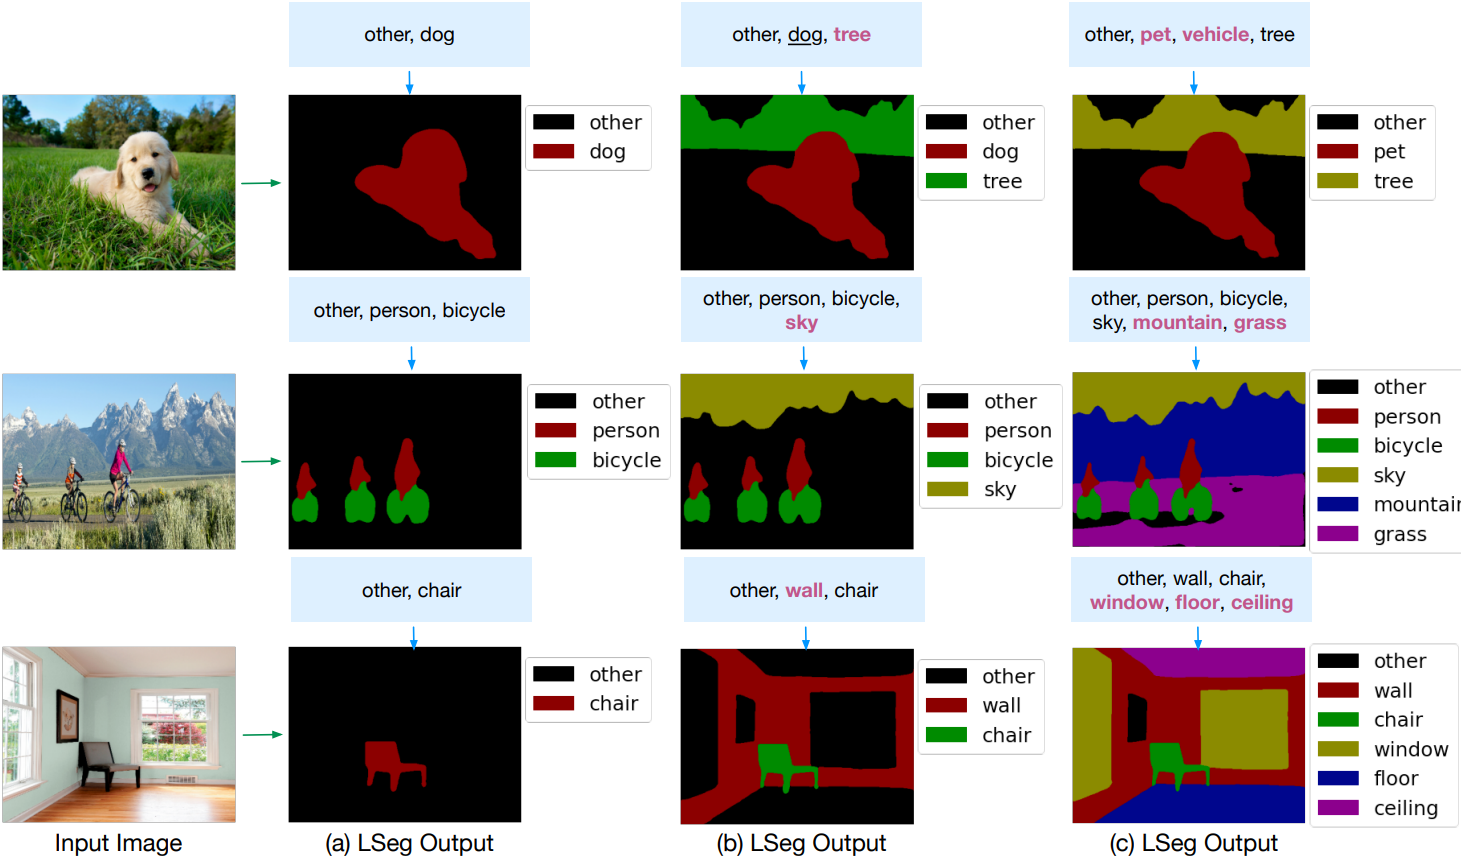 other, dog
other, dog, tree
other, pet, vehicle, tree
other
dog
other
dog
tree
other
pet
tree
other, person, bicycle
other, person, bicycle,
sky
other, person, bicycle,
sky, mountain, grass
other
person
bicycle
other
person
bicycle
sky
other
person
bicycle
sky
mountain
grass
other, chair
other, wall, chair
other, wall, chair,
window, floor, ceiling
other
chair
other
wall
chair
other
wall
chair
window
floor
ceiling
Input Image
(a) LSeg Output
(b) LSeg Output
(c) LSeg Output